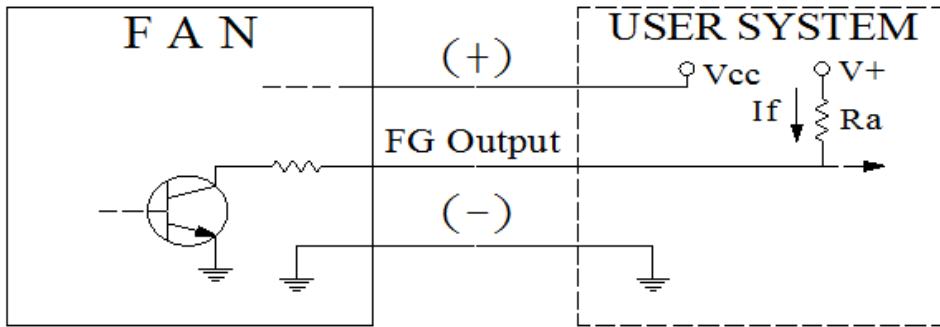 F A N
USER SYSTEM
(+)
Vcc
V+
If
Ra
FG Output
(-)